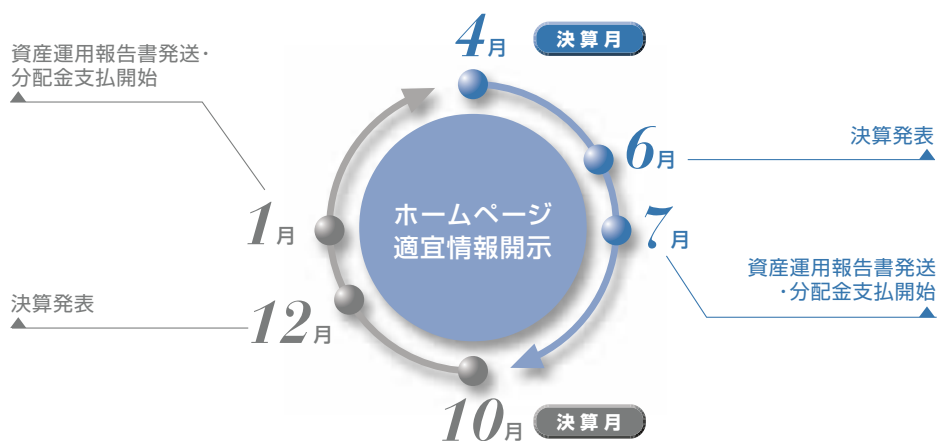 4月 決算月
資産運用報告書発送・
分配金支払開始
6月
決算発表
ホームページ
適宜情報開示
1月
7月
資産運用報告書発送
・分配金支払開始
決算発表
12月
10月 決算月